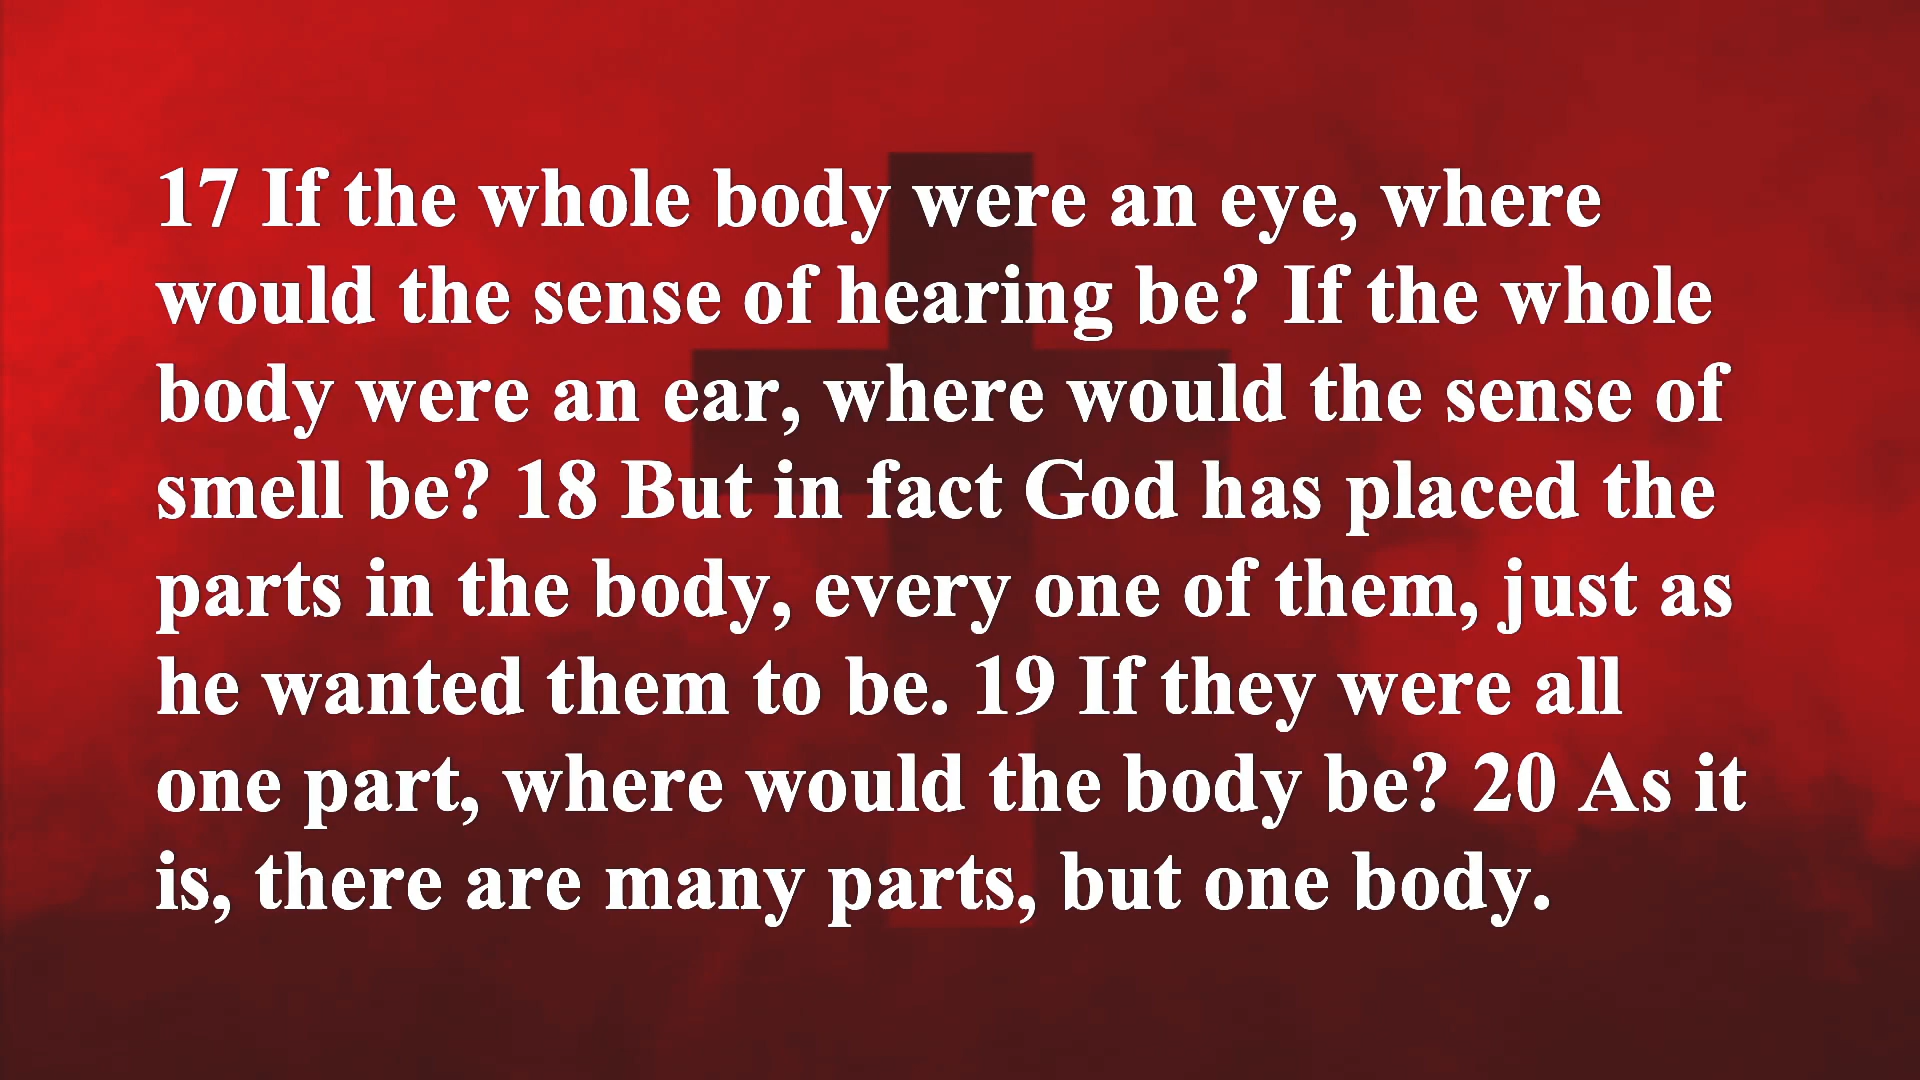 17 If the whole body were an eye, where
would the sense of hearing be? If the whole
body were an ear, where would the sense of
smell be? 18 But in fact God has placed the
parts in the body, every one of them, just as
he wanted them to be. 19 If they were all
one part, where would the body be? 20 As it
is, there are many parts, but one body.